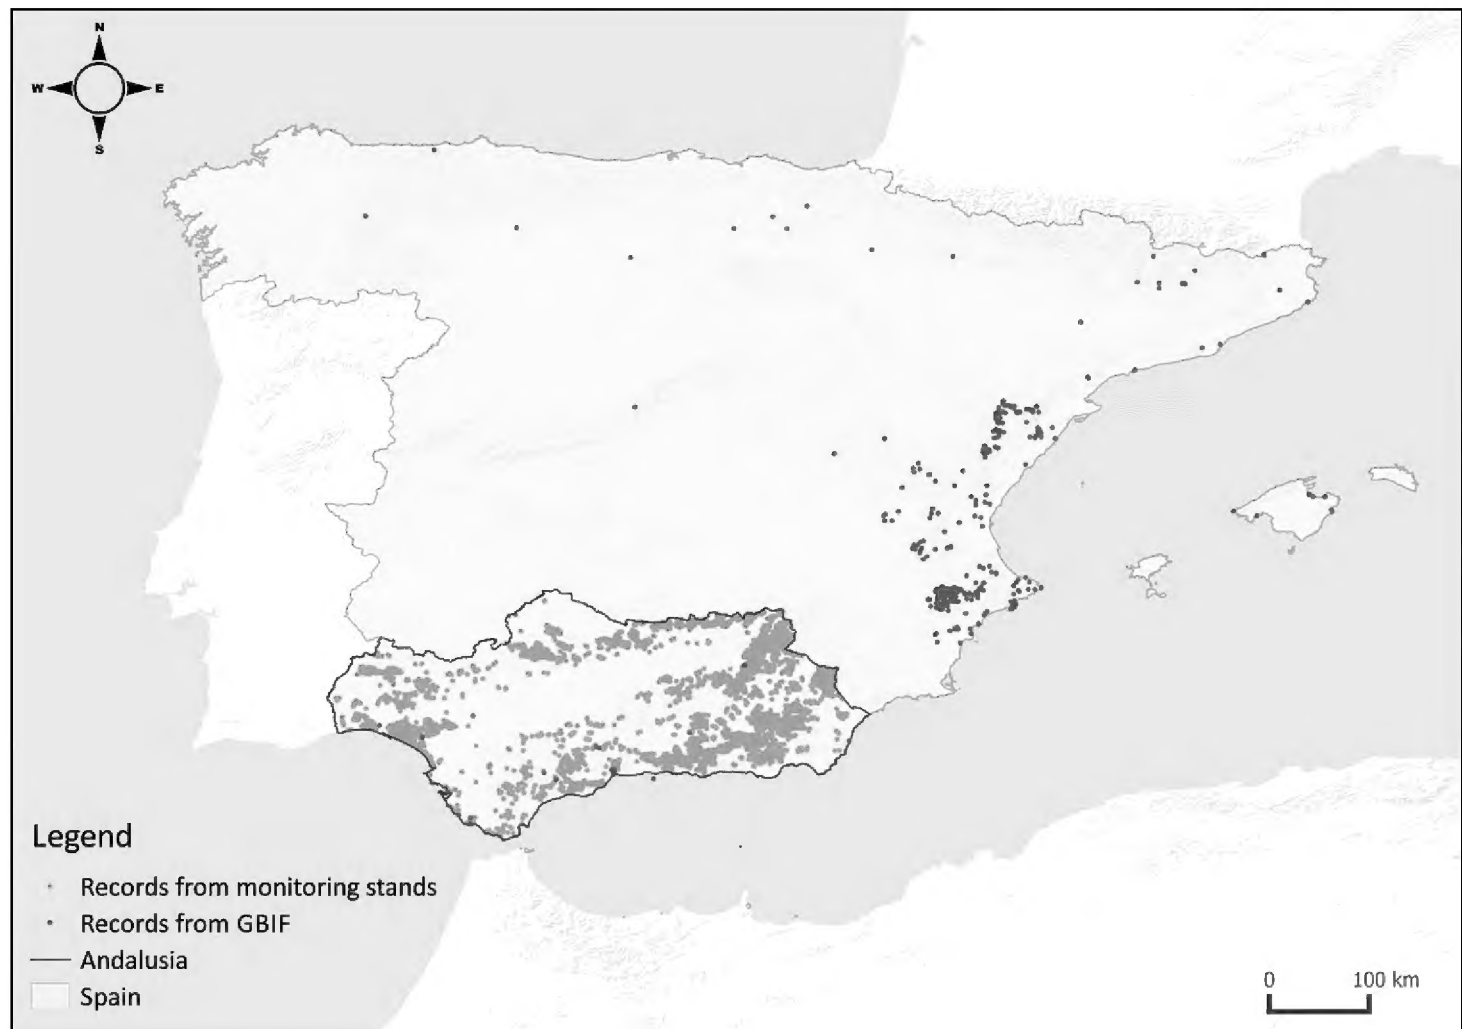 N
W E
S
Legend
Records from monitoring stands
Records from GBIF
Andalusia
Spain
0 100 km